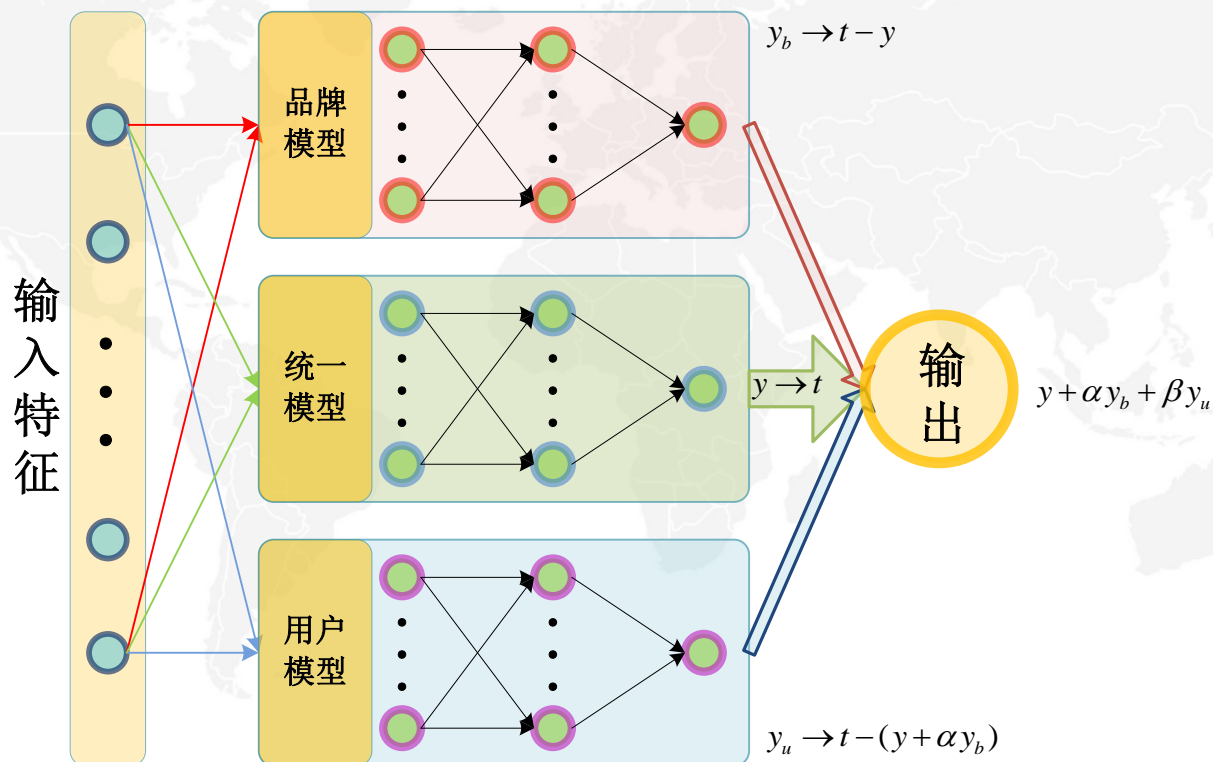 输入特征
品牌
模型
y_b → t − y
统一
模型
y → t
输出
y + αy_b + βy_u
用户
模型
y_u → t − (y + αy_b)